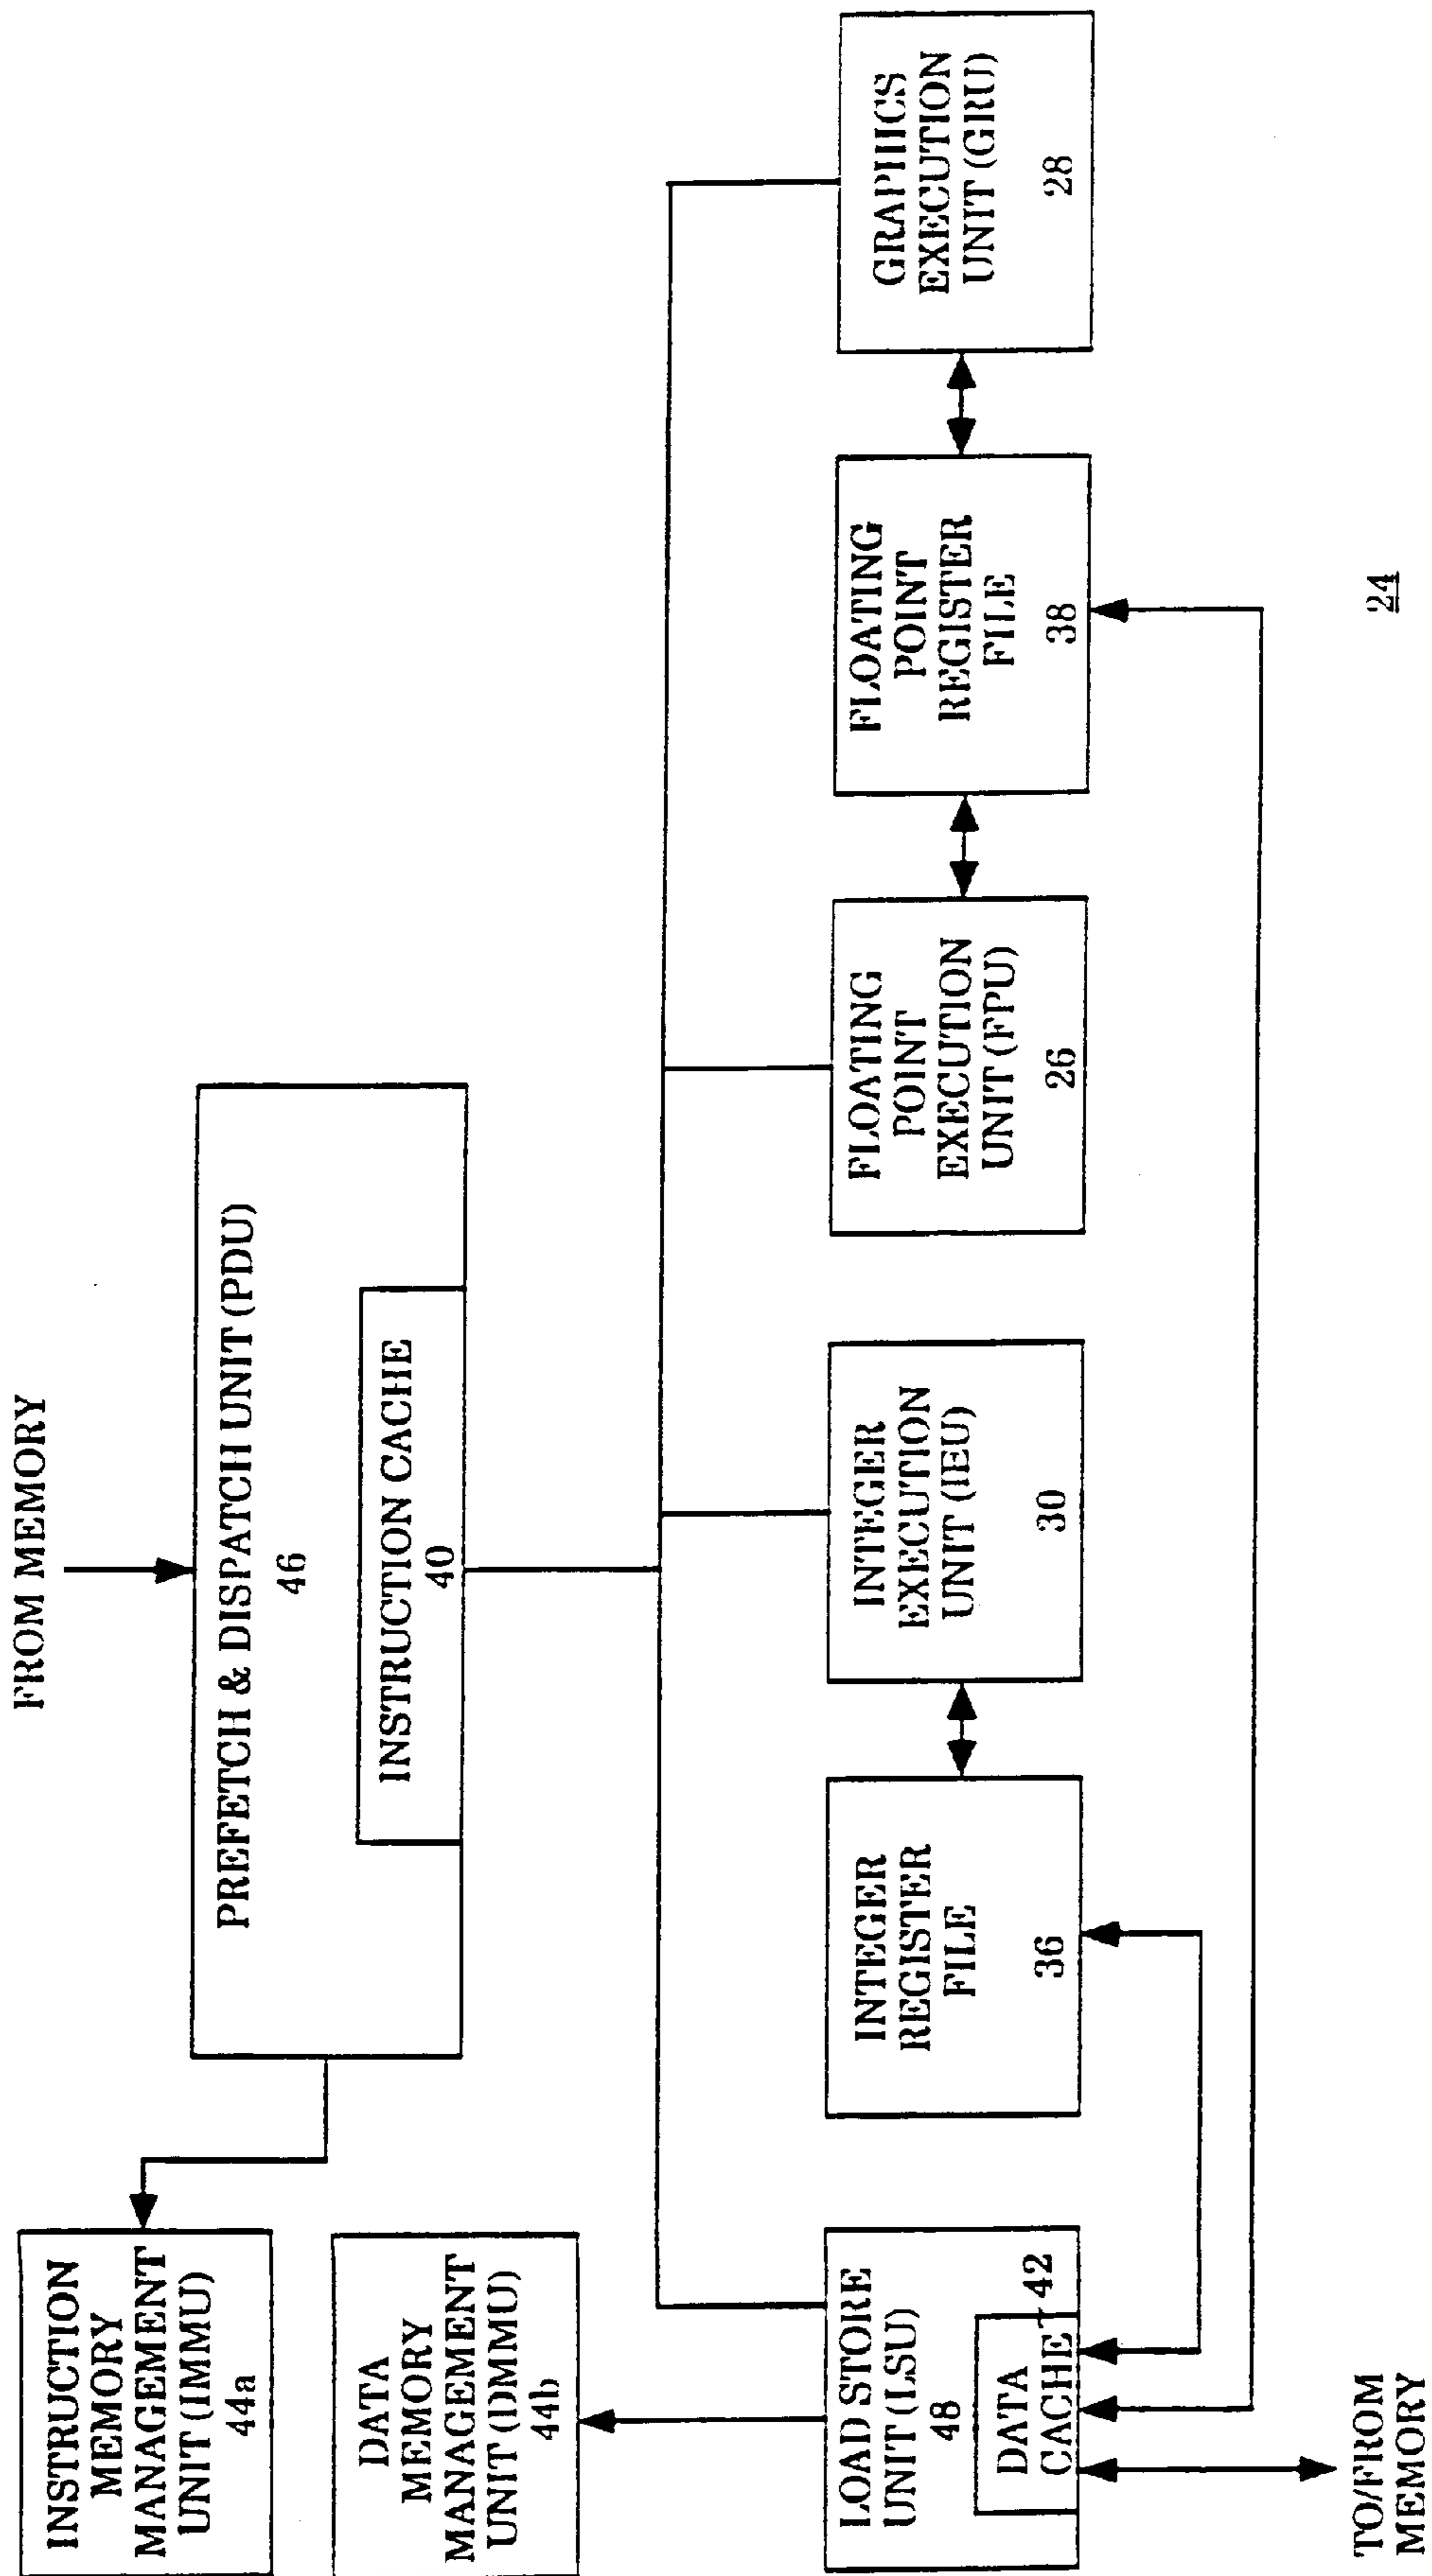 FROM MEMORY
INSTRUCTION
MEMORY
MANAGEMENT
UNIT (IMMU)
44a
PREFETCH & DISPATCH UNIT (PDU)
46
INSTRUCTION CACHE
40
DATA
MEMORY
MANAGEMENT
UNIT (DMMU)
44b
LOAD STORE
UNIT (LSU)
48
DATA
CACHE
42
INTEGER
REGISTER
FILE
36
INTEGER
EXECUTION
UNIT (IEU)
30
FLOATING
POINT
EXECUTION
UNIT (FPU)
26
FLOATING
POINT
REGISTER
FILE
38
GRAPHICS
EXECUTION
UNIT (GRU)
28
TO/FROM
MEMORY
24